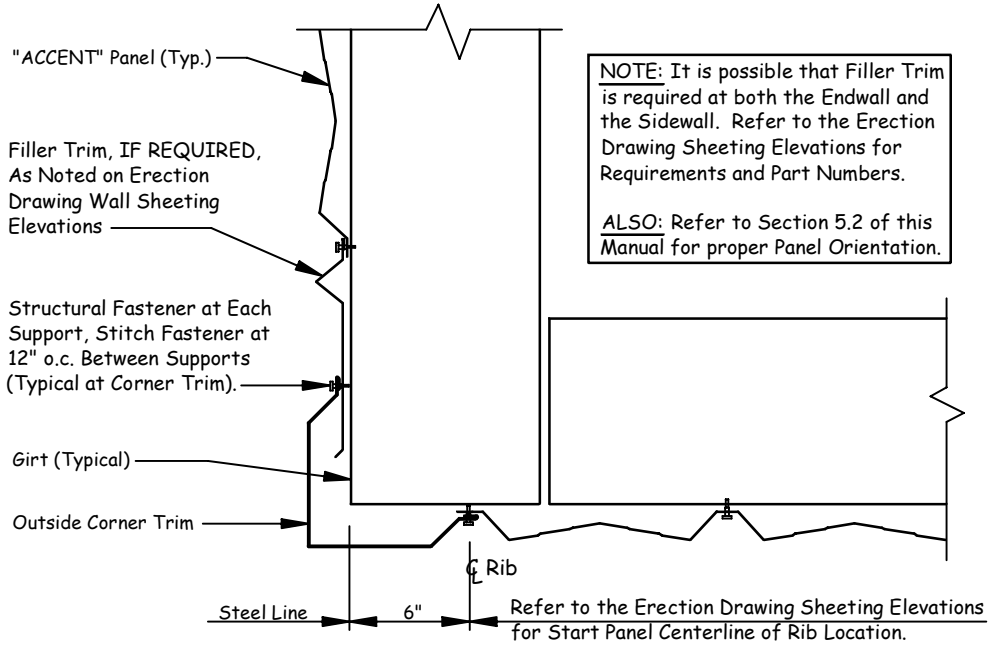 "ACCENT" Panel (Typ.)
Filler Trim, IF REQUIRED,
As Noted on Erection
Drawing Wall Sheeting
Elevations
Structural Fastener at Each
Support, Stitch Fastener at
12" o.c. Between Supports
(Typical at Corner Trim).
Girt (Typical)
Outside Corner Trim
NOTE: It is possible that Filler Trim
is required at both the Endwall and
the Sidewall. Refer to the Erection
Drawing Sheeting Elevations for
Requirements and Part Numbers.
ALSO: Refer to Section 5.2 of this
Manual for proper Panel Orientation.
℄ Rib
Steel Line
6"
Refer to the Erection Drawing Sheeting Elevations
for Start Panel Centerline of Rib Location.